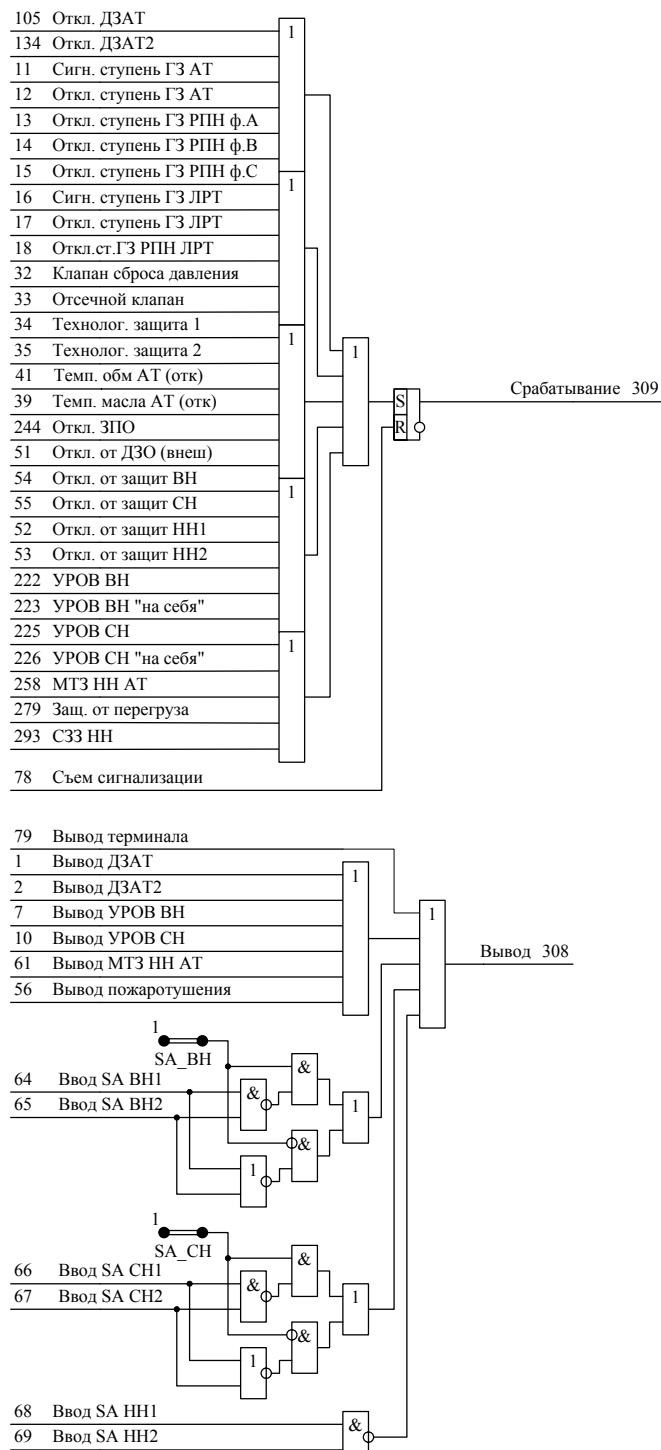 105 Откл. ДЗАТ
1
134 Откл. ДЗАТ2
11 Сигн. ступень ГЗ АТ
12 Откл. ступень ГЗ АТ
13 Откл. ступень ГЗ РПН ф.А
14 Откл. ступень ГЗ РПН ф.В
15 Откл. ступень ГЗ РПН ф.С
1
16 Сигн. ступень ГЗ ЛРТ
17 Откл. ступень ГЗ ЛРТ
18 Откл.ст.ГЗ РПН ЛРТ
32 Клапан сброса давления
33 Отсечной клапан
34 Технолог. защита 1
1
35 Технолог. защита 2
1
41 Темп. обм АТ (отк)
39 Темп. масла АТ (отк)
S
Срабатывание 309
244 Откл. ЗПО
R
51 Откл. от ДЗО (внеш)
54 Откл. от защит ВН
1
55 Откл. от защит СН
52 Откл. от защит НН1
53 Откл. от защит НН2
222 УРОВ ВН
223 УРОВ ВН "на себя"
225 УРОВ СН
1
226 УРОВ СН "на себя"
258 МТЗ НН АТ
279 Защ. от перегруза
293 СЗЗ НН
78 Съем сигнализации
79 Вывод терминала
1 Вывод ДЗАТ
1
2 Вывод ДЗАТ2
7 Вывод УРОВ ВН
1
10 Вывод УРОВ СН
Вывод 308
61 Вывод МТЗ НН АТ
56 Вывод пожаротушения
1
SA_ВН
&
64 Ввод SA ВН1
&
65 Ввод SA ВН2
1
&
1
1
SA_СН
&
66 Ввод SA СН1
&
67 Ввод SA СН2
1
&
1
68 Ввод SA НН1
&
69 Ввод SA НН2